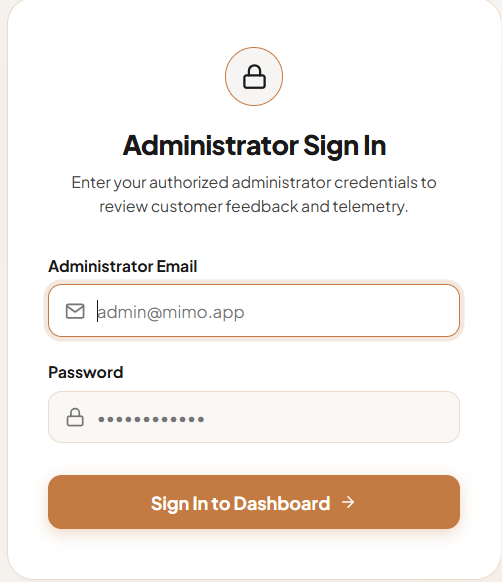 Administrator Sign In
Enter your authorized administrator credentials to
review customer feedback and telemetry.
Administrator Email
admin@mimo.app
Password
••••••••••••
Sign In to Dashboard →